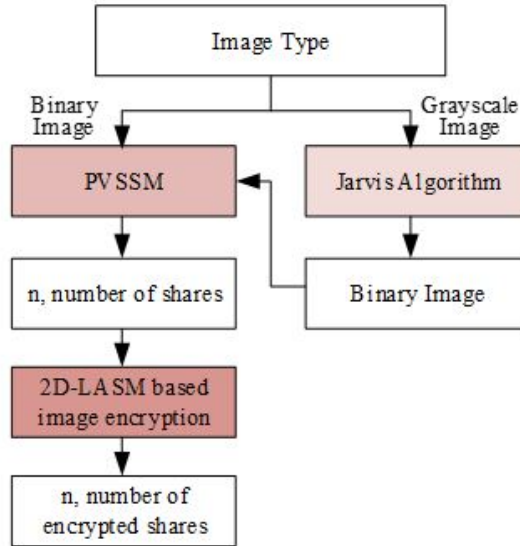 Image Type
Binary
Image
Grayscale
Image
PVSSM
Jarvis Algorithm
n, number of shares
Binary Image
2D-LASM based
image encryption
n, number of
encrypted shares